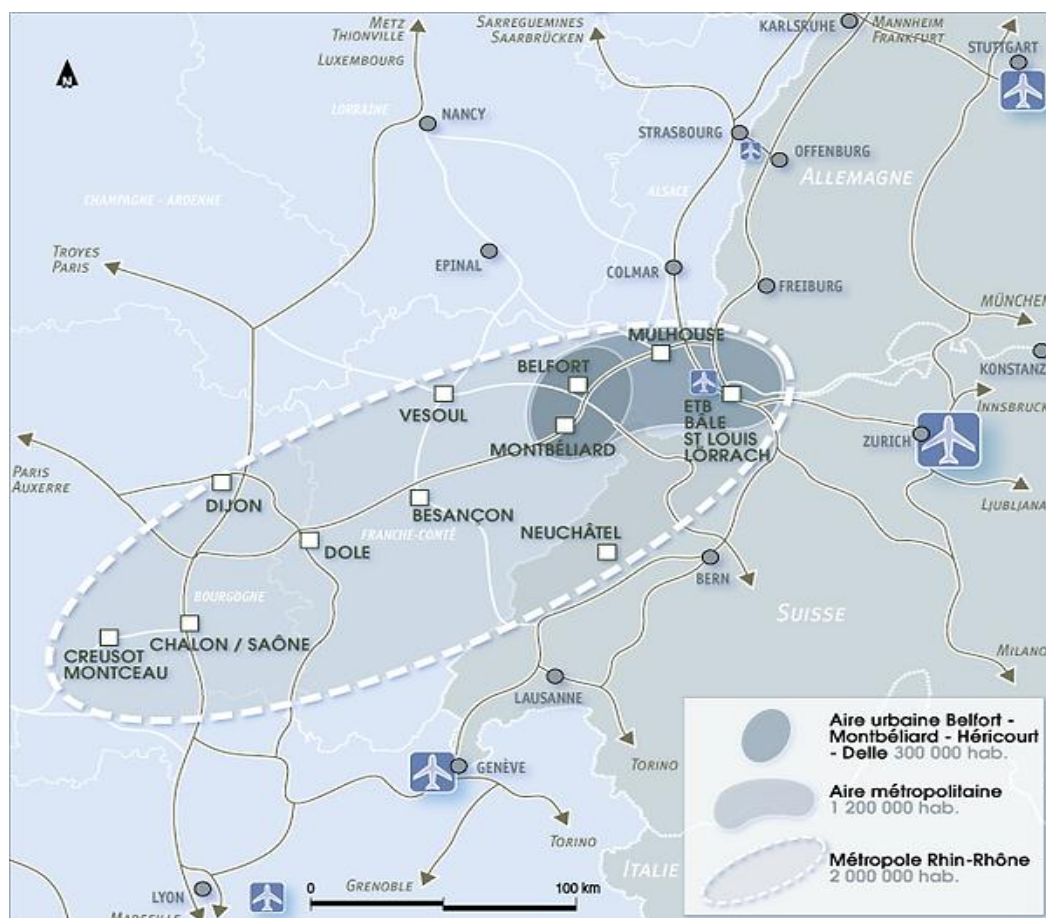 METZ
THIONVILLE
LUXEMBOURG
SARREGUEMINES
SAARBRÜCKEN
KARLSRUHE
MANNHEIM
FRANKFURT
STUTTGART
N
LORRAINE
NANCY
STRASBOURG
OFFENBURG
ALLEMAGNE
ALSACE
CHAMPAGNE - ARDENNE
TROYES
PARIS
EPINAL
COLMAR
FREIBURG
MÜNCHEN
MULHOUSE
BELFORT
KONSTANZ
VESOUL
ETB
BÂLE
ST LOUIS
LÖRRACH
INNSBRUCK
MONTBÉLIARD
ZURICH
PARIS
AUXERRE
DIJON
BESANÇON
LJUBLJANA
FRANCHE-COMTÉ
NEUCHÂTEL
DOLE
BERN
BOURGOGNE
SUISSE
CHALON / SAÔNE
CREUSOT
MONTCEAU
MILANO
LAUSANNE
TORINO
GENÈVE
TORINO
ITALIE
GRENOBLE
LYON
MARSEILLE
0 100 km
Aire urbaine Belfort -
Montbéliard - Héricourt
- Delle 300 000 hab.
Aire métropolitaine
1 200 000 hab.
Métropole Rhin-Rhône
2 000 000 hab.